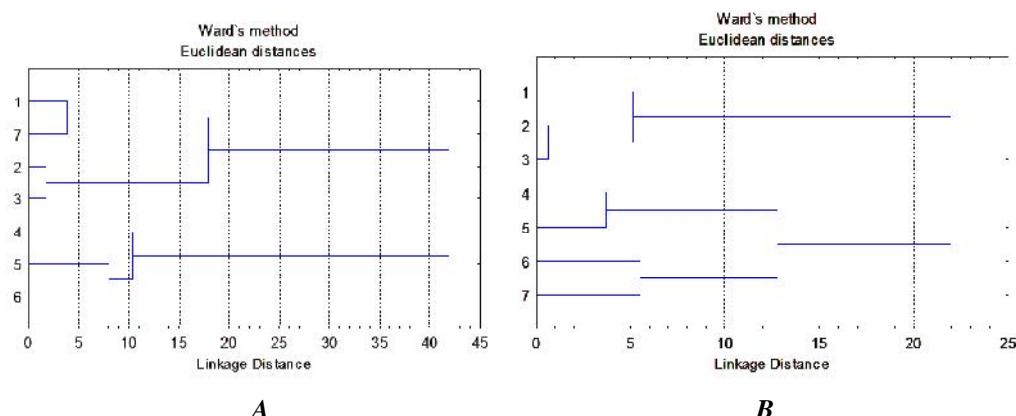 Ward`s method
Euclidean distances
1
7
2
3
4
5
6
0 5 10 15 20 25 30 35 40 45
Linkage Distance
A
Ward`s method
Euclidean distances
1
2
3
4
5
6
7
0 5 10 15 20 25
Linkage Distance
B